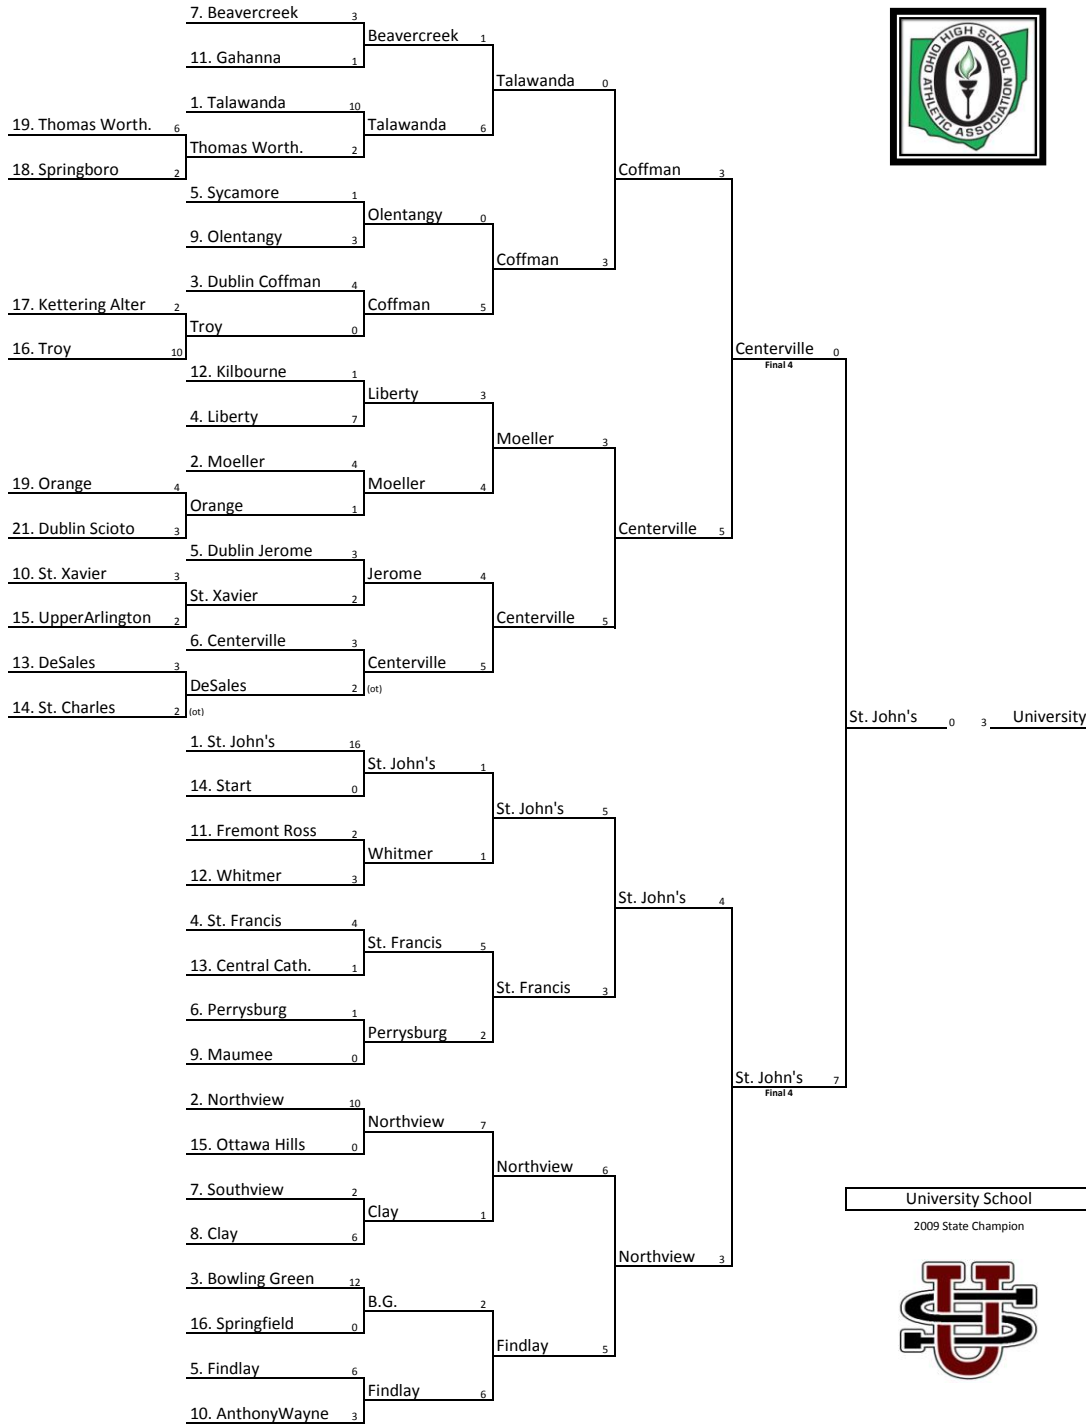 7. Beavercreek 3
Beavercreek 1
11. Gahanna 1
Talawanda 0
1. Talawanda 10
19. Thomas Worth. 6
Talawanda 6
Thomas Worth. 2
18. Springboro 2
Coffman 3
5. Sycamore 1
Olentangy 0
9. Olentangy 3
Coffman 3
3. Dublin Coffman 4
17. Kettering Alter 2
Coffman 5
Troy 0
16. Troy 10
Centerville 0
Final 4
12. Kilbourne 1
Liberty 3
4. Liberty 7
Moeller 3
2. Moeller 4
19. Orange 4
Moeller 4
Orange 1
21. Dublin Scioto 3
Centerville 5
5. Dublin Jerome 3
10. St. Xavier 3
Jerome 4
St. Xavier 2
15. UpperArlington 2
Centerville 5
6. Centerville 3
13. DeSales 3
Centerville 5
DeSales 2 (ot)
14. St. Charles 2 (ot)
St. John's 0 3 University
1. St. John's 16
St. John's 1
14. Start 0
St. John's 5
11. Fremont Ross 2
Whitmer 1
12. Whitmer 3
St. John's 4
4. St. Francis 4
St. Francis 5
13. Central Cath. 1
St. Francis 3
6. Perrysburg 1
Perrysburg 2
9. Maumee 0
St. John's 7
Final 4
2. Northview 10
Northview 7
15. Ottawa Hills 0
Northview 6
7. Southview 2
Clay 1
8. Clay 6
Northview 3
3. Bowling Green 12
B.G. 2
16. Springfield 0
Findlay 5
5. Findlay 6
Findlay 6
10. AnthonyWayne 3
OHIO HIGH SCHOOL ATHLETIC ASSOCIATION
University School
2009 State Champion
US